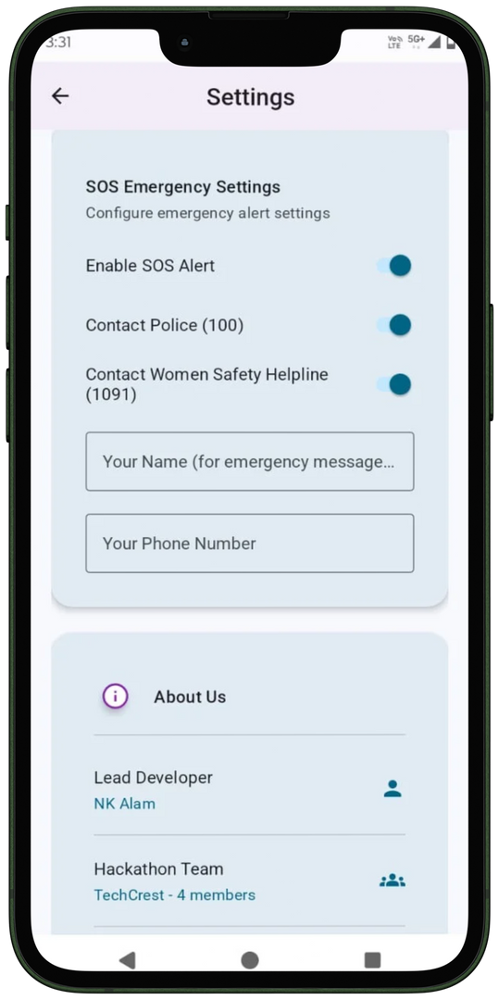 3:31
Vo
LTE
5G+
Settings
SOS Emergency Settings
Configure emergency alert settings
Enable SOS Alert
Contact Police (100)
Contact Women Safety Helpline
(1091)
Your Name (for emergency message...
Your Phone Number
About Us
Lead Developer
NK Alam
Hackathon Team
TechCrest - 4 members